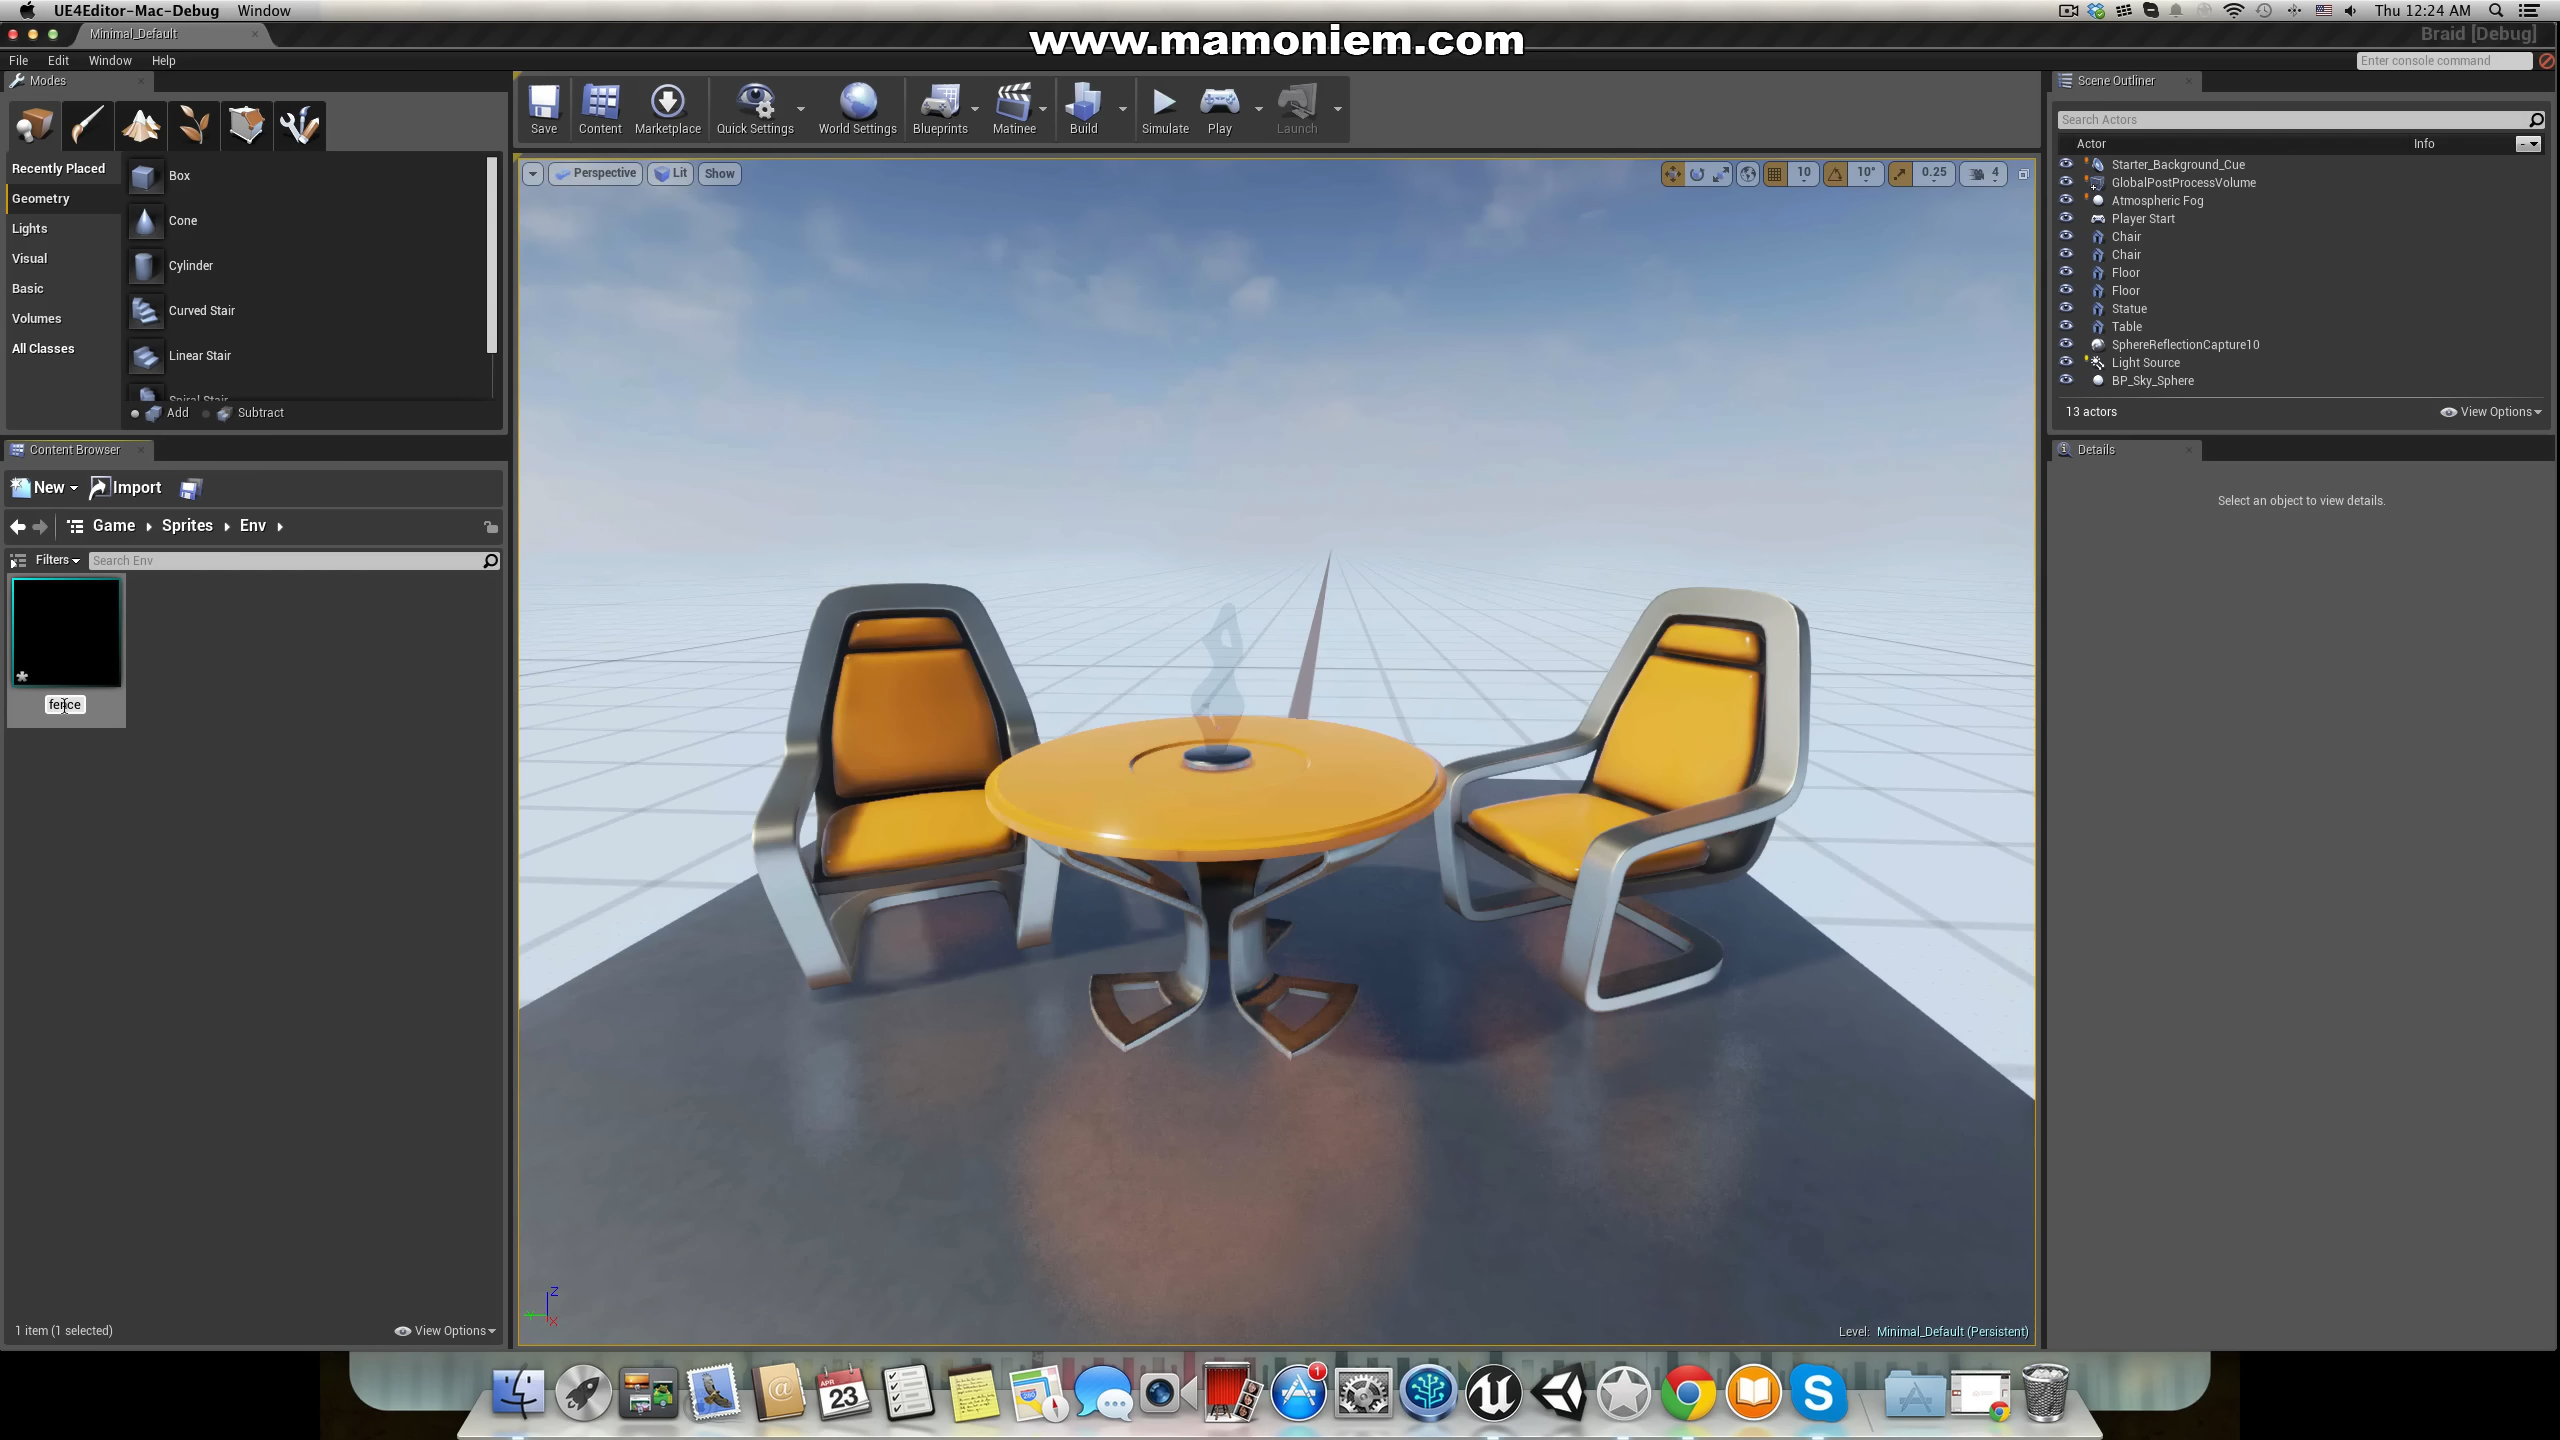 UE4Editor-Mac-Debug Window
Thu 12:24 AM
Minimal_Default
www.mamoniem.com
Braid [Debug]
File Edit Window Help
Enter console command
Modes
Recently Placed
Geometry
Lights
Visual
Basic
Volumes
All Classes
Box
Cone
Cylinder
Curved Stair
Linear Stair
Spiral Stair
Add Subtract
Save Content Marketplace Quick Settings World Settings Blueprints Matinee Build Simulate Play Launch
Perspective Lit Show
10 10° 0.25 4
Scene Outliner
Search Actors
Actor Info
Starter_Background_Cue
GlobalPostProcessVolume
Atmospheric Fog
Player Start
Chair
Chair
Floor
Floor
Statue
Table
SphereReflectionCapture10
Light Source
BP_Sky_Sphere
13 actors
View Options
Details
Select an object to view details.
Content Browser
New Import
Game Sprites Env
Filters Search Env
fence
1 item (1 selected)
View Options
Level: Minimal_Default (Persistent)
Z
X
APR
23
280
1